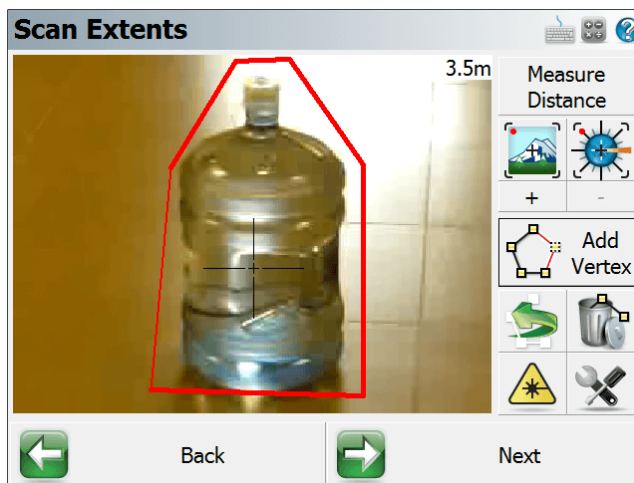 Scan Extents
3.5m
Measure
Distance
+
-
Add
Vertex
Back
Next